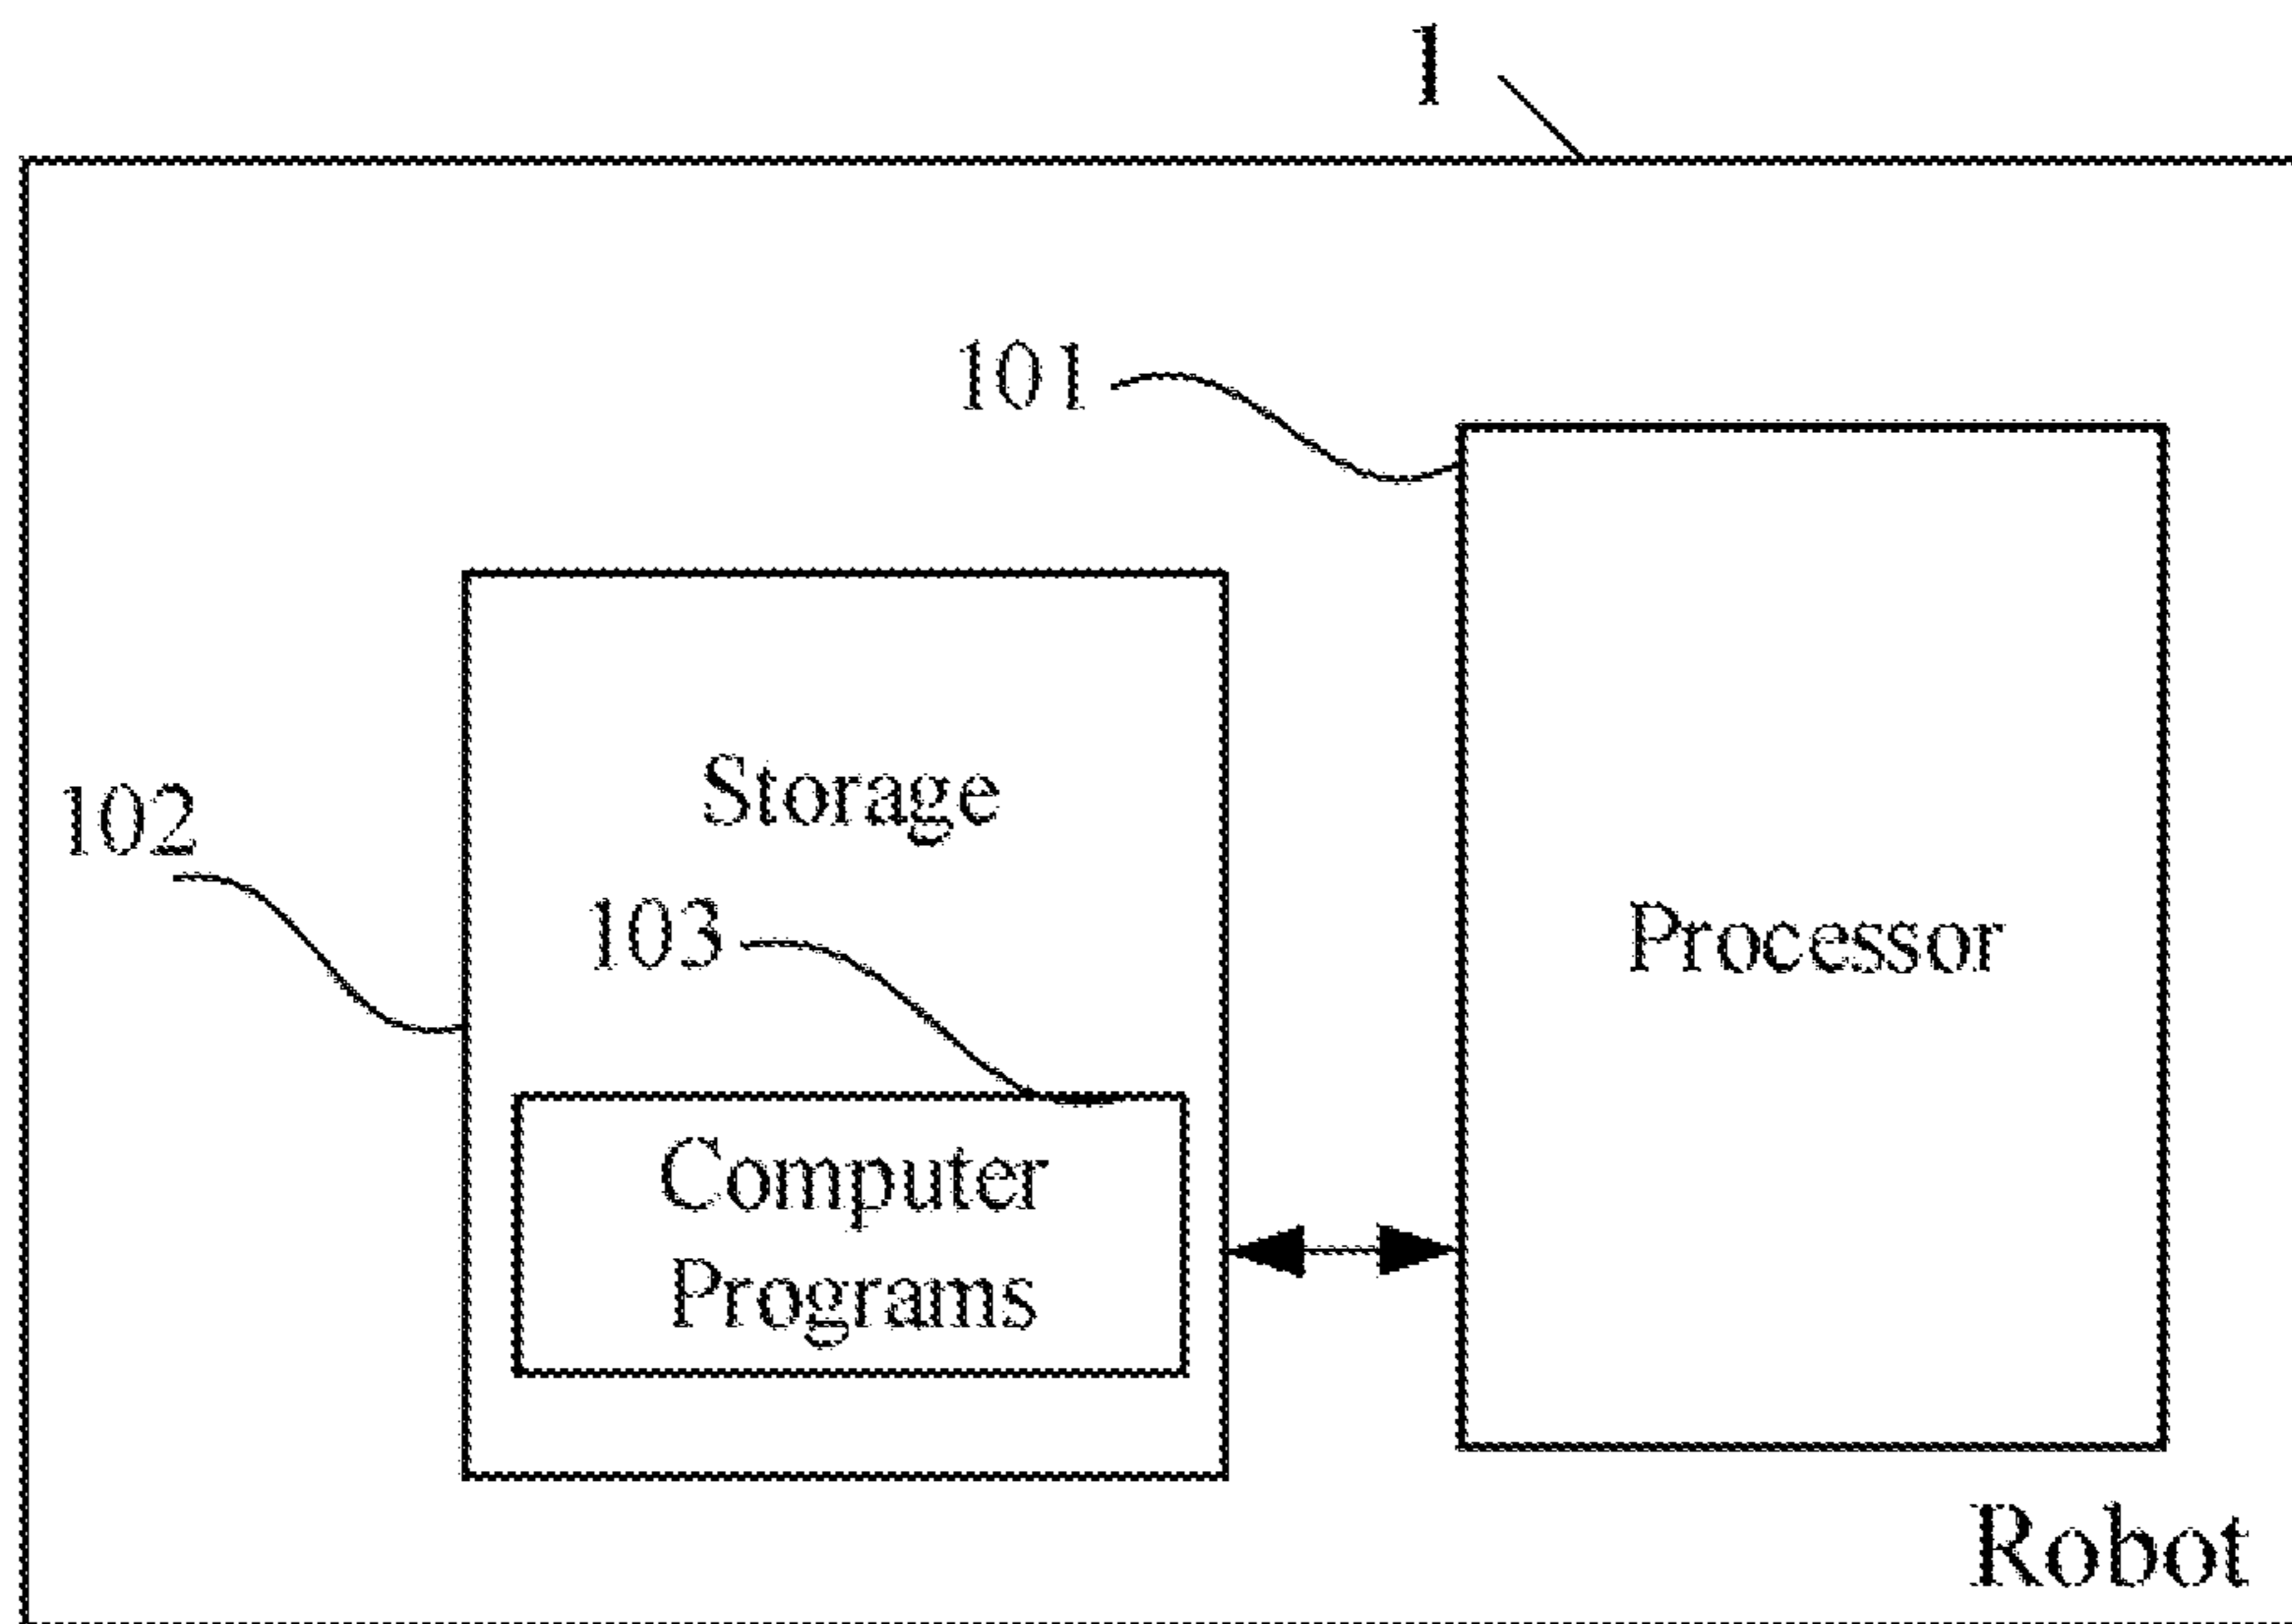 1
101
Storage
102
103
Processor
Computer
Programs
Robot